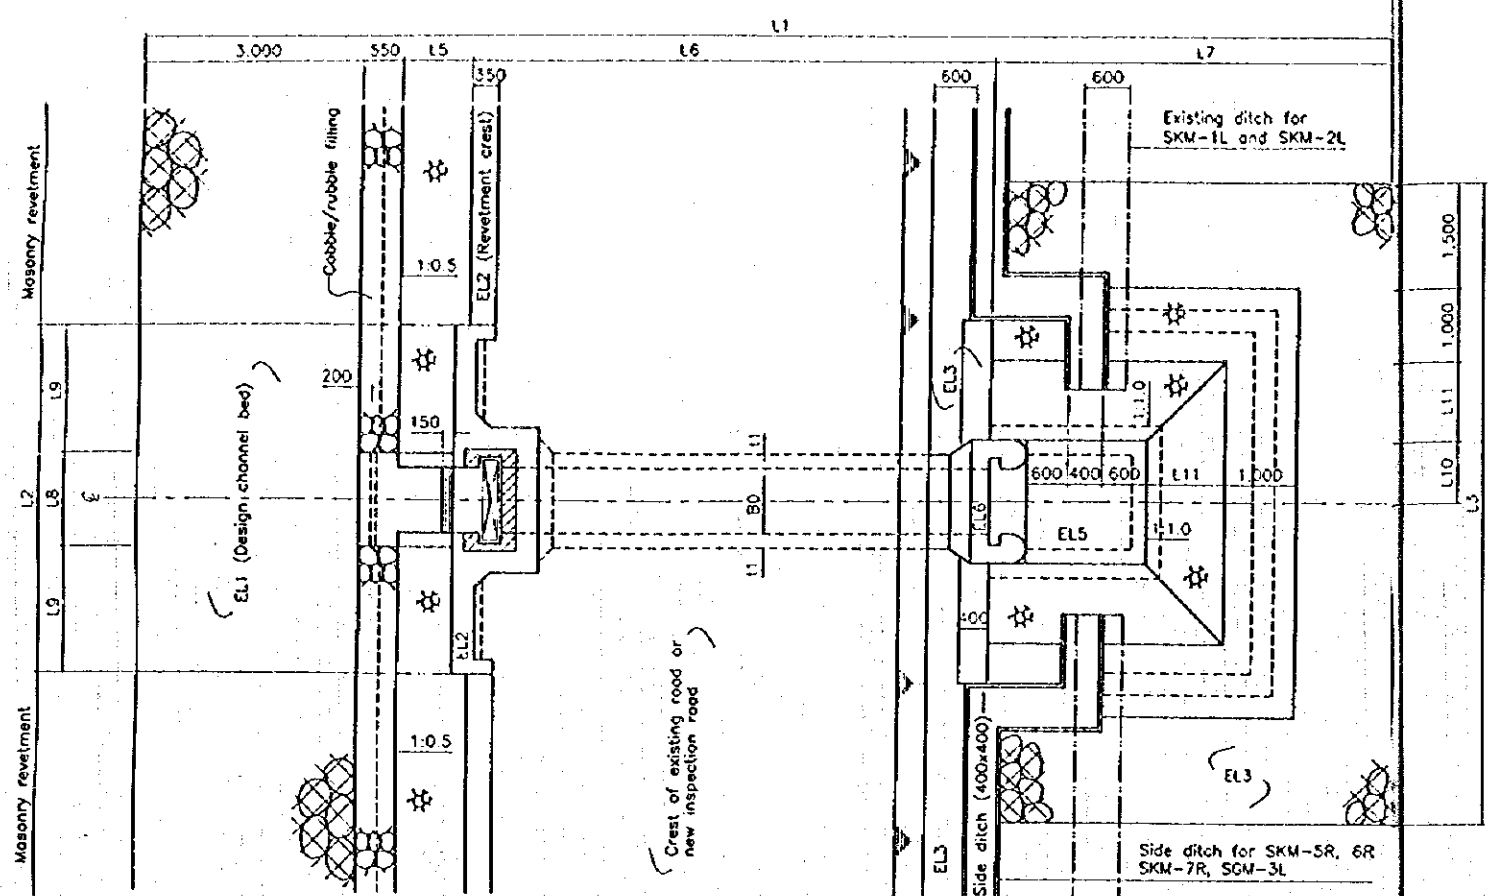 L1
3.000
550
L5
L6
L7
350
600
600
Existing ditch for
SKM-1L and SKM-2L
Masonry revetment
Cobble/rubble filling
EL2 (Revetment crest)
1:0.5
1.500
1.000
L11
L10
L3
L9
L2
L8
L9
EL1 (Design channel bed)
200
150
t1
B0
t1
EL3
1:1.0
600
400
600
L11
1.000
EL6
EL5
1:1.0
400
EL2
1:0.5
Crest of existing road or
new inspection road
Masonry revetment
EL3
Side ditch (400x400)
EL3
Side ditch for SKM-5R, 6R
SKM-7R, SGM-3L